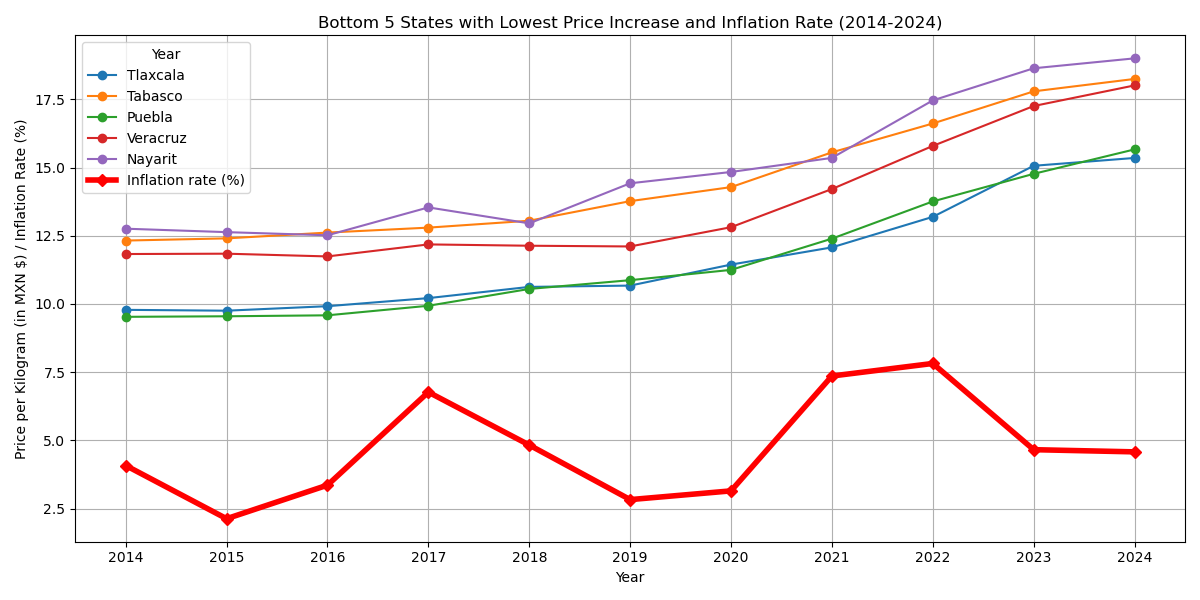 Bottom 5 States with Lowest Price Increase and Inflation Rate (2014-2024)
Year
Tlaxcala
Tabasco
Puebla
Veracruz
Nayarit
Inflation rate (%)
Price per Kilogram (in MXN $) / Inflation Rate (%)
17.5
15.0
12.5
10.0
7.5
5.0
2.5
2014 2015 2016 2017 2018 2019 2020 2021 2022 2023 2024
Year